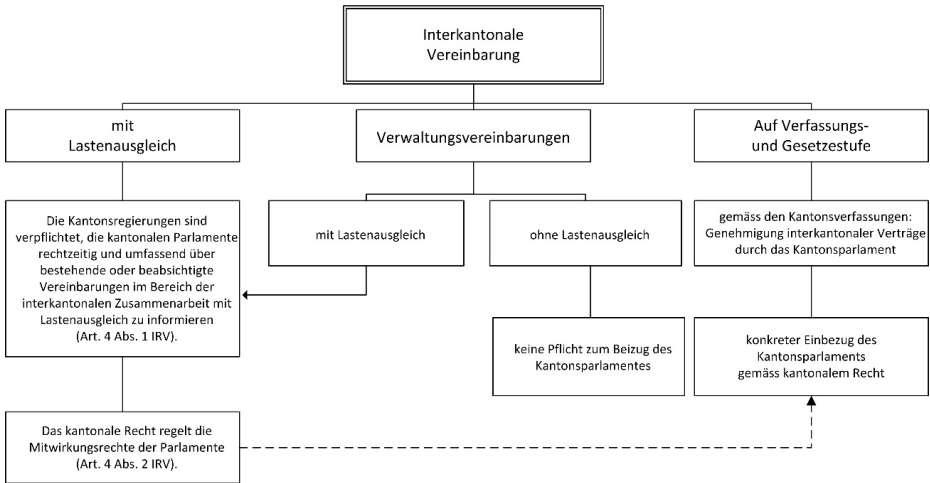 Interkantonale
Vereinbarung
mit
Lastenausgleich
Verwaltungsvereinbarungen
Auf Verfassungs-
und Gesetzestufe
Die Kantonsregierungen sind
verpflichtet, die kantonalen Parlamente
rechtzeitig und umfassend über
bestehende oder beabsichtigte
Vereinbarungen im Bereich der
interkantonalen Zusammenarbeit mit
Lastenausgleich zu informieren
(Art. 4 Abs. 1 IRV).
mit Lastenausgleich
ohne Lastenausgleich
gemäss den Kantonsverfassungen:
Genehmigung interkantonaler Verträge
durch das Kantonsparlament
keine Pflicht zum Beizug des
Kantonsparlamentes
konkreter Einbezug des
Kantonsparlaments
gemäss kantonalem Recht
Das kantonale Recht regelt die
Mitwirkungsrechte der Parlamente
(Art. 4 Abs. 2 IRV).